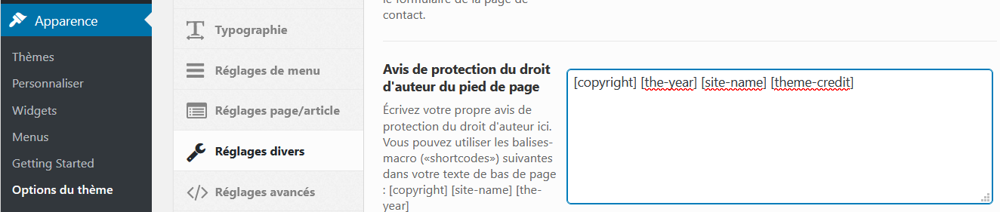 Apparence
Thèmes
Personnaliser
Widgets
Menus
Getting Started
Options du thème
Typographie
Réglages de menu
Réglages page/article
Réglages divers
Réglages avancés
le formulaire de la page de
contact.
Avis de protection du droit
d'auteur du pied de page
Écrivez votre propre avis de
protection du droit d'auteur ici.
Vous pouvez utiliser les balises-
macro («shortcodes») suivantes
dans votre texte de bas de page
: [copyright] [site-name] [the-
year]
[copyright] [the-year] [site-name] [theme-credit]